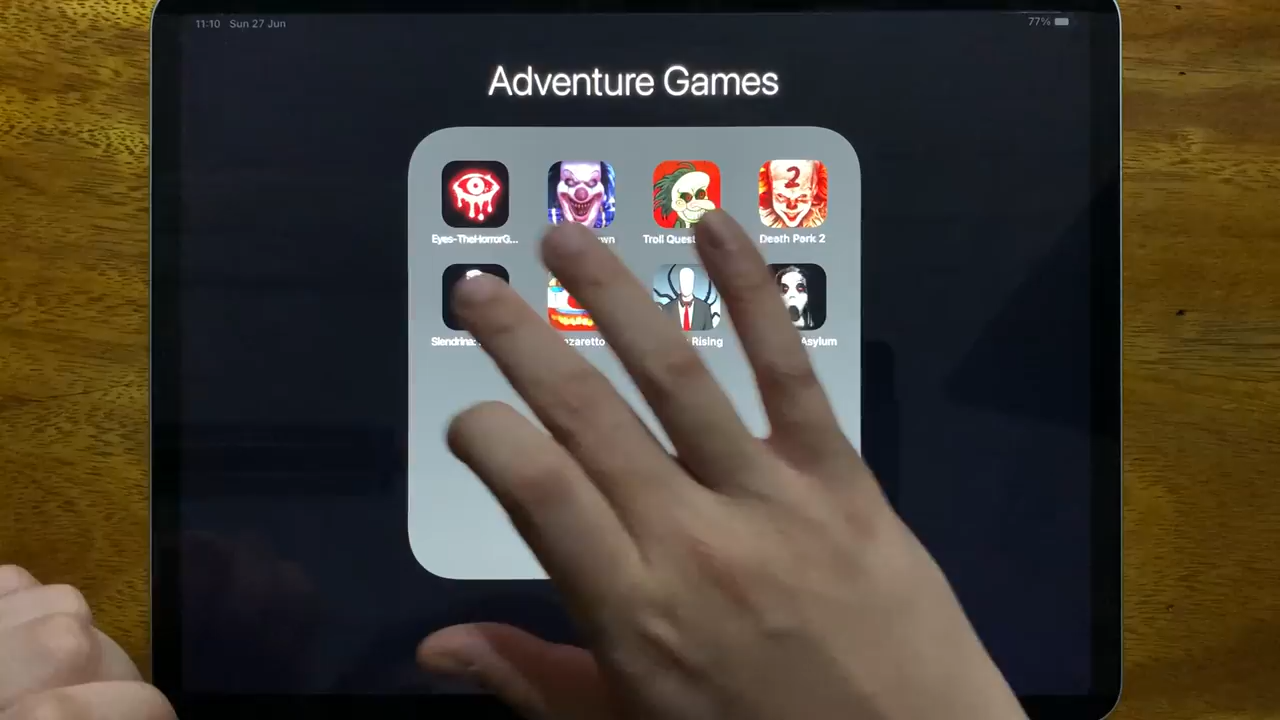 11:10 Sun 27 Jun
77%
Adventure Games
2
Eyes-TheHorrorG...
Troll Quest
Death Park 2
Slendrina:
Rising
Asylum